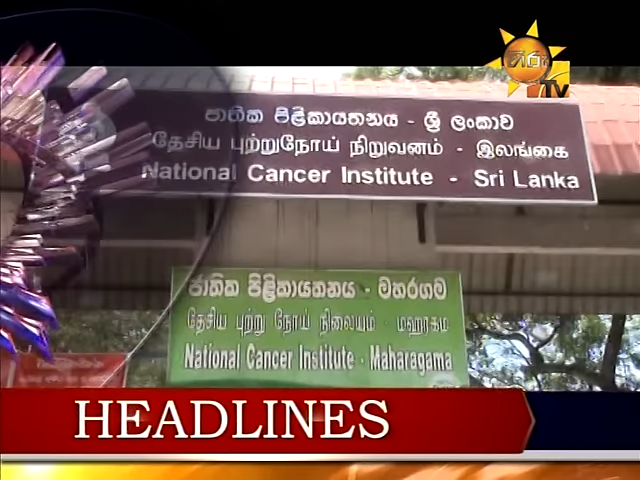 හිරු
TV
ජාතික පිළිකායතනය - ශ්‍රී ලංකාව
தேசிய புற்றுநோய் நிறுவனம் - இலங்கை
National Cancer Institute - Sri Lanka
ජාතික පිළිකායතනය - මහරගම
தேசிய புற்று நோய் நிலையம் - மஹரகம
National Cancer Institute - Maharagama
HEADLINES